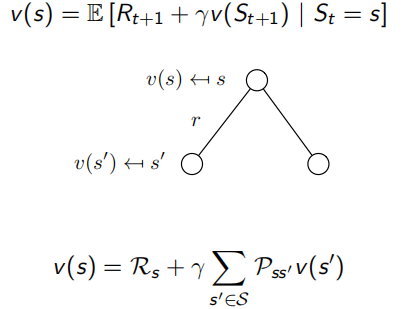 v(s) = 𝔼 [R_{t+1} + γv(S_{t+1}) | S_t = s]
v(s) ↤ s
r
v(s′) ↤ s′
v(s) = ℛ_s + γ ∑_{s′∈𝒮} 𝒫_{ss′} v(s′)